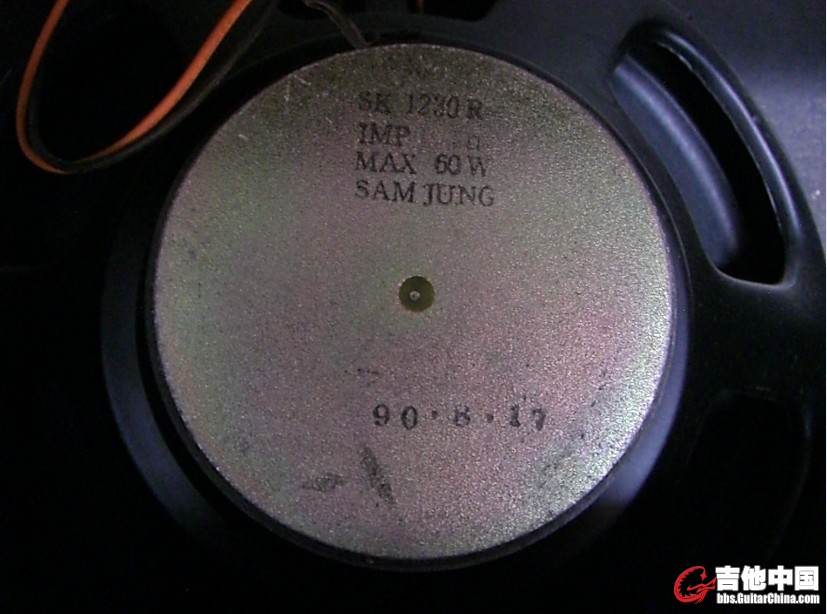 SK 1230 R
IMP Ω
MAX 60 W
SAM JUNG
90·8·17
吉他中国
bbs.GuitarChina.com